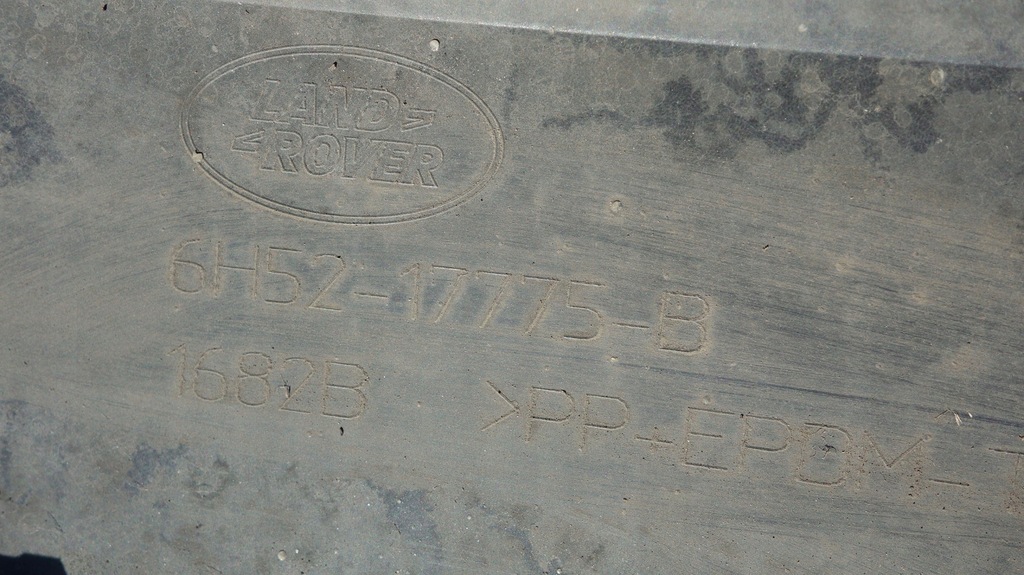 LAND
ROVER
6H52-17775-B
1682B
>PP+EPDM-T